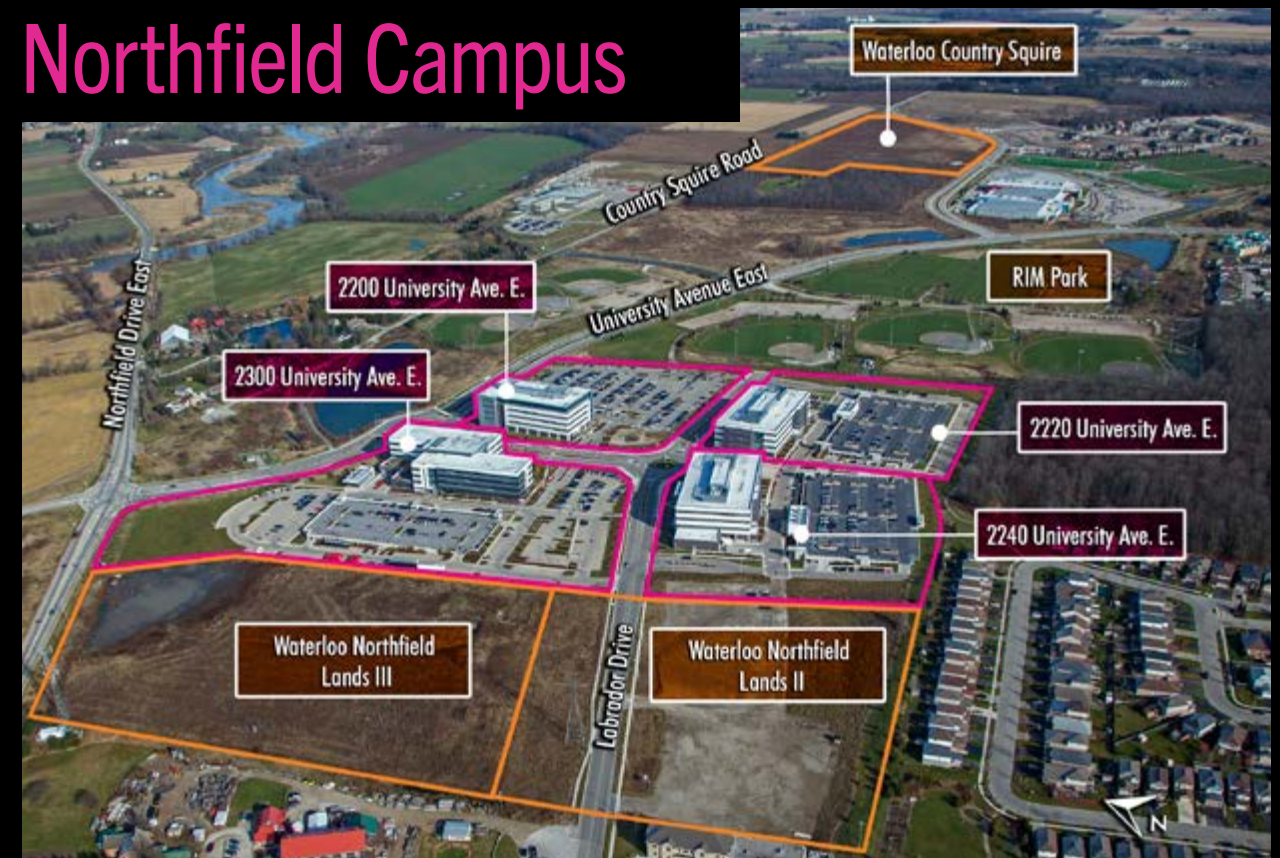 Northfield Campus
Waterloo Country Squire
Country Squire Road
RIM Park
2200 University Ave. E.
University Avenue East
Northfield Drive East
2300 University Ave. E.
2220 University Ave. E.
2240 University Ave. E.
Waterloo Northfield
Lands III
Labrador Drive
Waterloo Northfield
Lands II
N